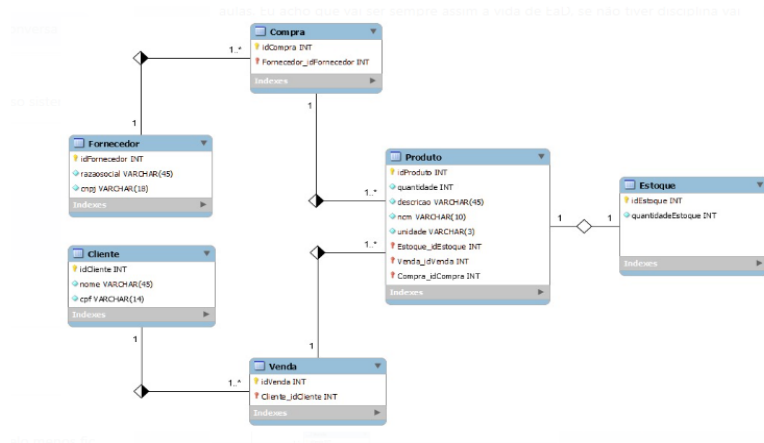 Compra
idCompra INT
Fornecedor_idFornecedor INT
Indexes
1..*
1
1
Fornecedor
idFornecedor INT
razaosocial VARCHAR(45)
cnpj VARCHAR(18)
Indexes
Produto
idProduto INT
quantidade INT
descricao VARCHAR(45)
ncm VARCHAR(10)
unidade VARCHAR(3)
Estoque_idEstoque INT
Venda_idVenda INT
Compra_idCompra INT
Indexes
1..*
1..*
1
1
Estoque
idEstoque INT
quantidadeEstoque INT
Indexes
Cliente
idCliente INT
nome VARCHAR(45)
cpf VARCHAR(14)
Indexes
1
1
1..*
Venda
idVenda INT
Cliente_idCliente INT
Indexes